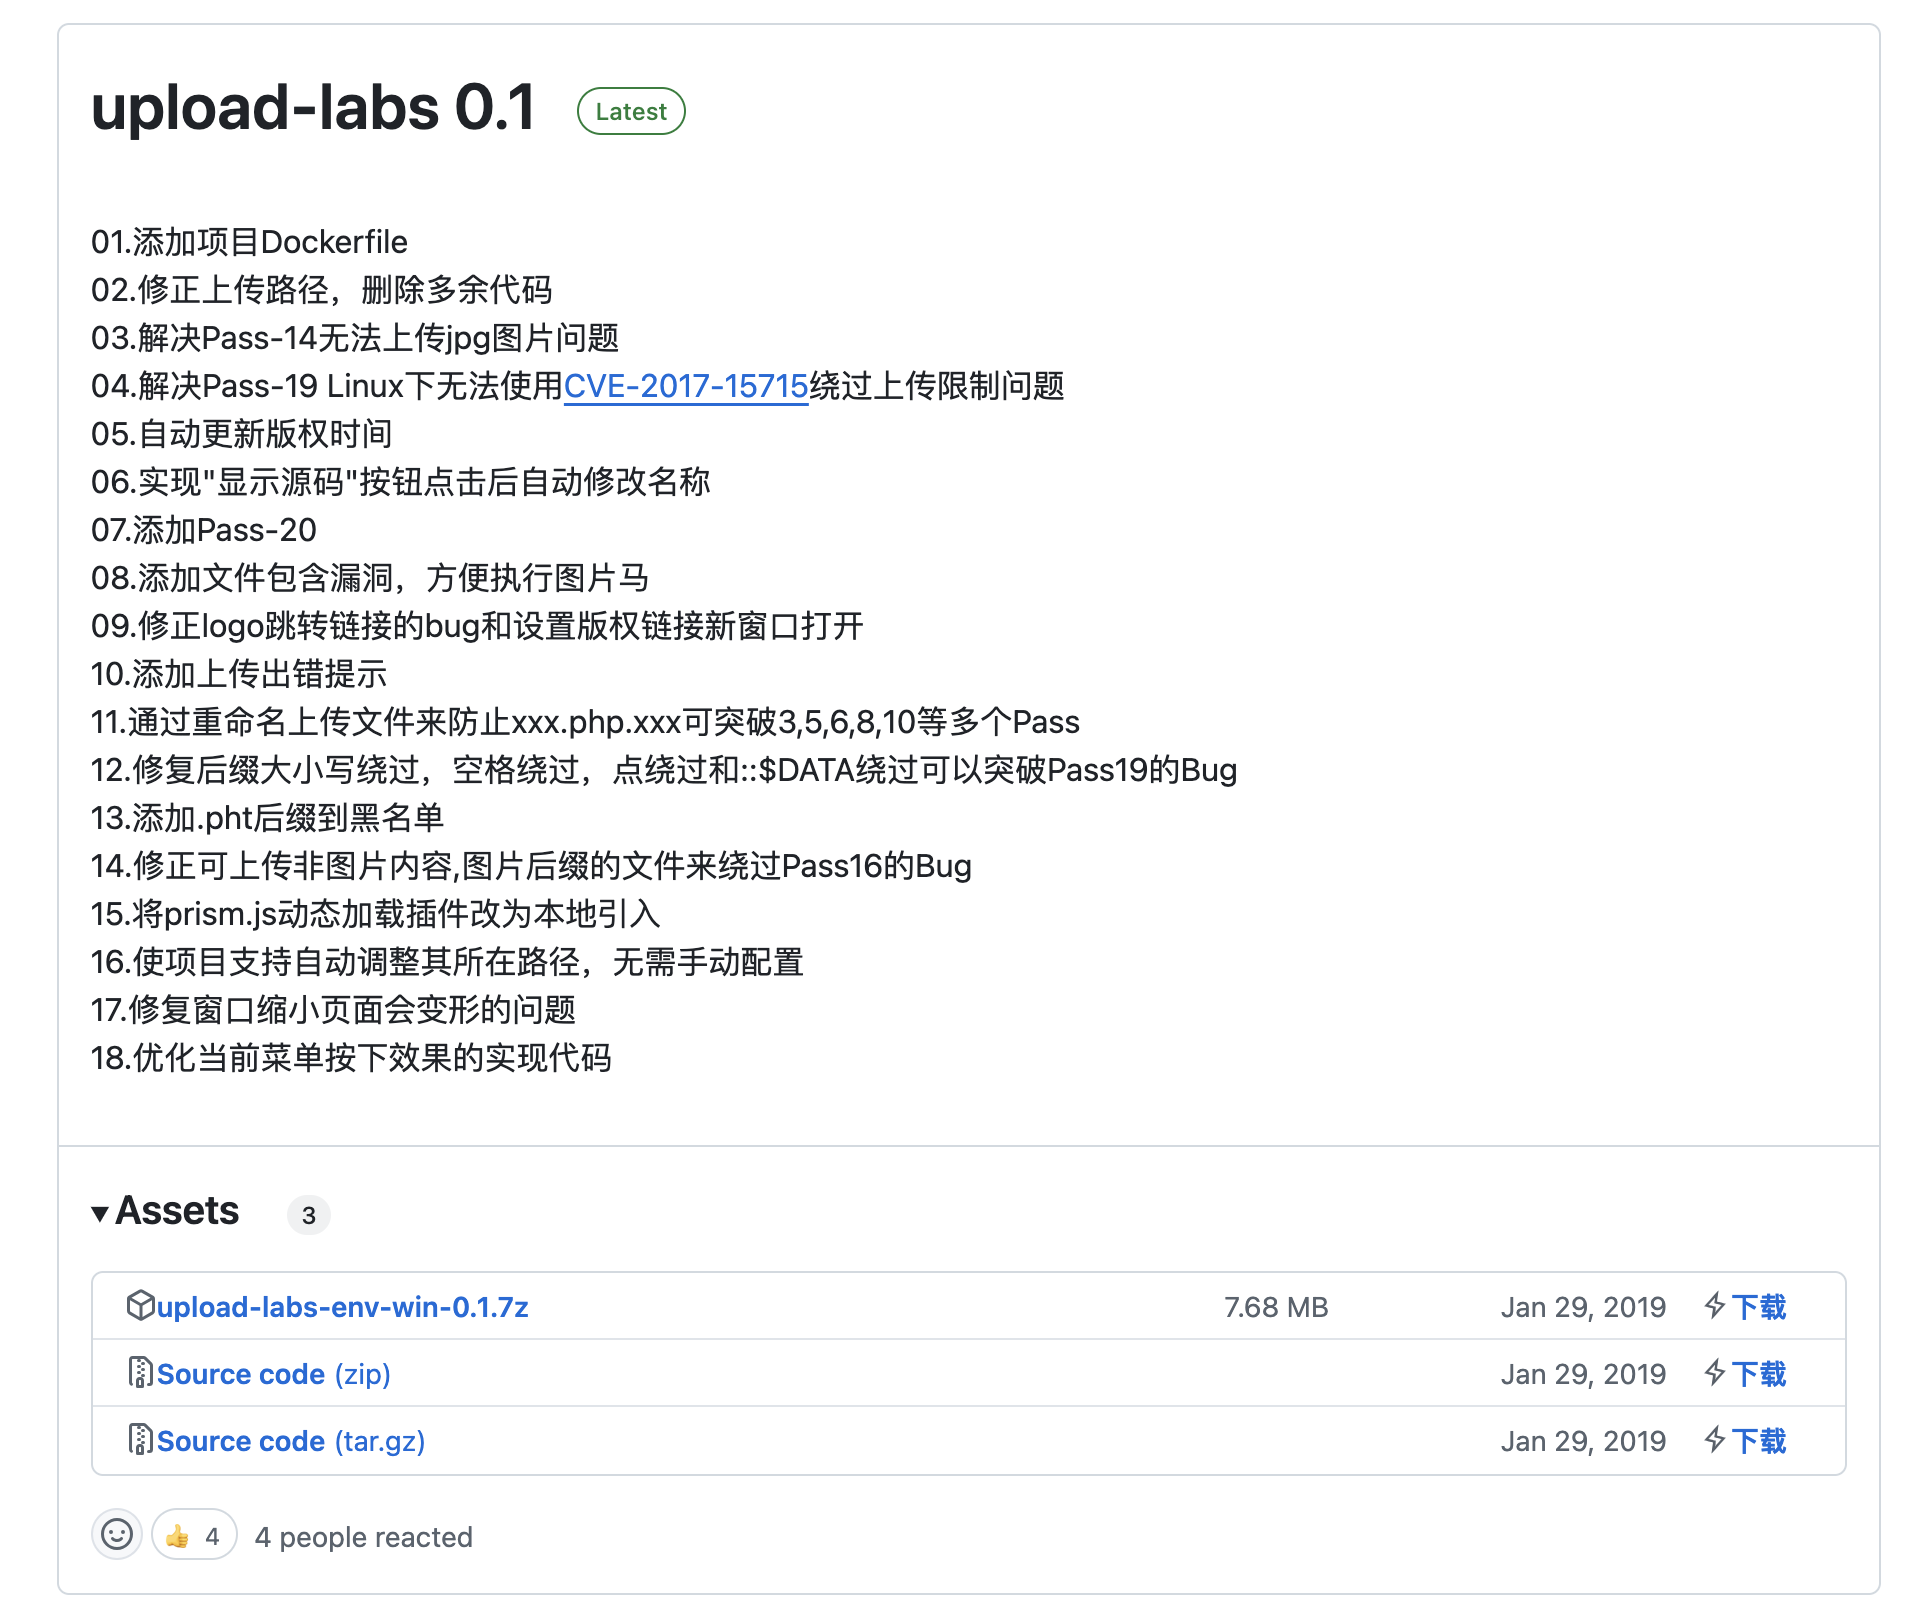 upload-labs 0.1 Latest
01.添加项目Dockerfile
02.修正上传路径，删除多余代码
03.解决Pass-14无法上传jpg图片问题
04.解决Pass-19 Linux下无法使用CVE-2017-15715绕过上传限制问题
05.自动更新版权时间
06.实现"显示源码"按钮点击后自动修改名称
07.添加Pass-20
08.添加文件包含漏洞，方便执行图片马
09.修正logo跳转链接的bug和设置版权链接新窗口打开
10.添加上传出错提示
11.通过重命名上传文件来防止xxx.php.xxx可突破3,5,6,8,10等多个Pass
12.修复后缀大小写绕过，空格绕过，点绕过和::$DATA绕过可以突破Pass19的Bug
13.添加.pht后缀到黑名单
14.修正可上传非图片内容,图片后缀的文件来绕过Pass16的Bug
15.将prism.js动态加载插件改为本地引入
16.使项目支持自动调整其所在路径，无需手动配置
17.修复窗口缩小页面会变形的问题
18.优化当前菜单按下效果的实现代码
Assets 3
upload-labs-env-win-0.1.7z 7.68 MB Jan 29, 2019 下载
Source code (zip) Jan 29, 2019 下载
Source code (tar.gz) Jan 29, 2019 下载
👍 4 4 people reacted